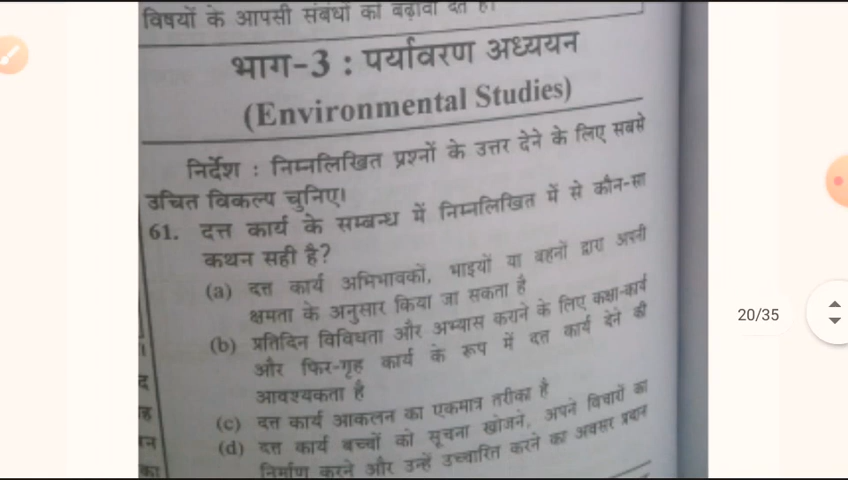 विषयों के आपसी संबंधों को बढ़ावा देते हैं।
भाग-3 : पर्यावरण अध्ययन
(Environmental Studies)
निर्देश : निम्नलिखित प्रश्नों के उत्तर देने के लिए सबसे
उचित विकल्प चुनिए।
61. दत्त कार्य के सम्बन्ध में निम्नलिखित में से कौन-सा
कथन सही है?
(a) दत्त कार्य अभिभावकों, भाइयों या बहनों द्वारा अपनी
क्षमता के अनुसार किया जा सकता है
(b) प्रतिदिन विविधता और अभ्यास कराने के लिए कक्षा-कार्य
और फिर-गृह कार्य के रूप में दत्त कार्य देने की
आवश्यकता है
(c) दत्त कार्य आकलन का एकमात्र तरीका है
(d) दत्त कार्य बच्चों को सूचना खोजने, अपने विचारों का
निर्माण करने और उन्हें उच्चारित करने का अवसर प्रदान
20/35